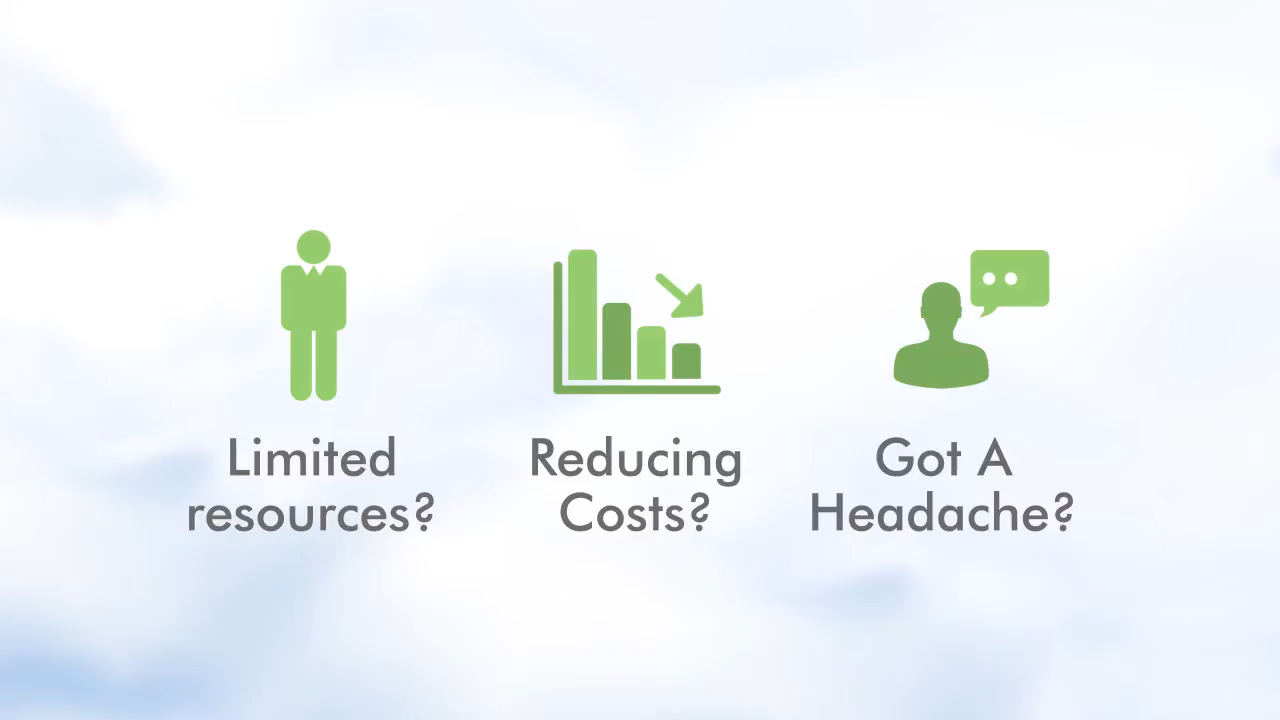 Limited
resources?
Reducing
Costs?
Got A
Headache?